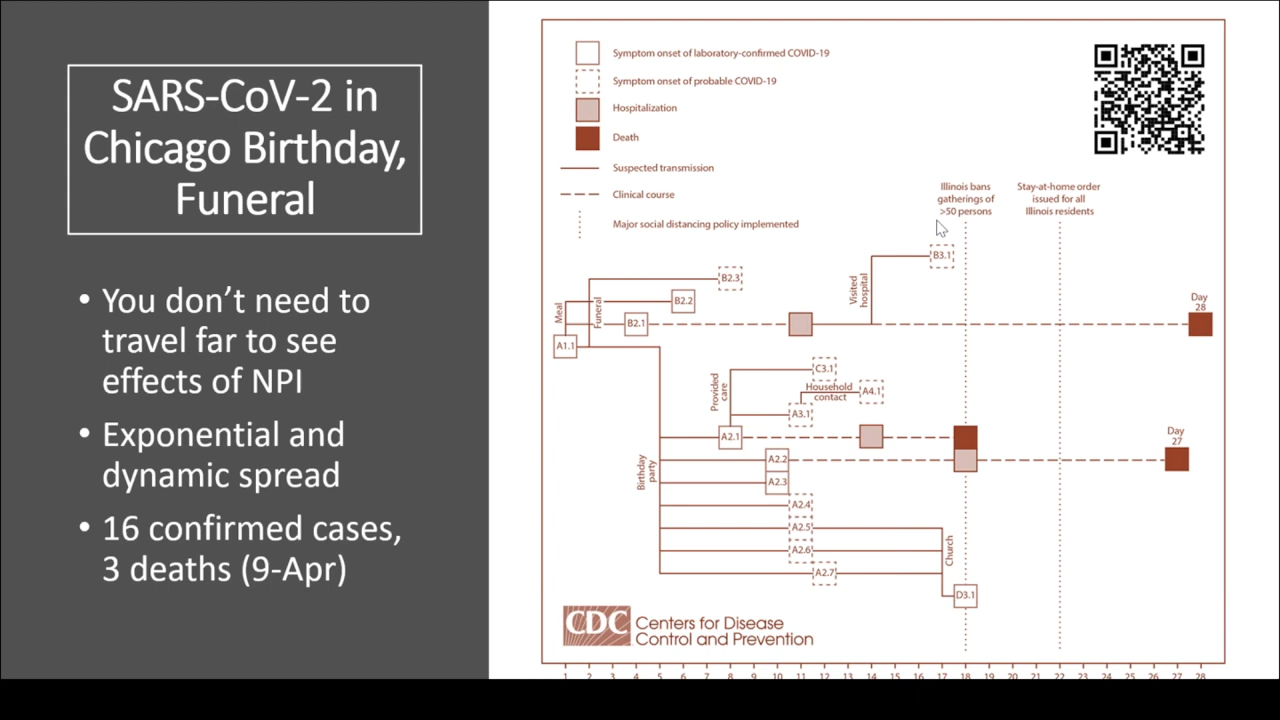 SARS-CoV-2 in
Chicago Birthday,
Funeral
• You don't need to
travel far to see
effects of NPI
• Exponential and
dynamic spread
• 16 confirmed cases,
3 deaths (9-Apr)
Symptom onset of laboratory-confirmed COVID-19
Symptom onset of probable COVID-19
Hospitalization
Death
Suspected transmission
Clinical course
Major social distancing policy implemented
Illinois bans
gatherings of
>50 persons
Stay-at-home order
issued for all
Illinois residents
B3.1
Visited
hospital
B2.3
Meal
Funeral
B2.2
B2.1
Day
28
A1.1
C3.1
Provided
care
Household
contact
A4.1
A3.1
A2.1
Day
27
Birthday
party
A2.2
A2.3
A2.4
A2.5
A2.6
A2.7
Church
D3.1
CDC
Centers for Disease
Control and Prevention
1 2 3 4 5 6 7 8 9 10 11 12 13 14 15 16 17 18 19 20 21 22 23 24 25 26 27 28